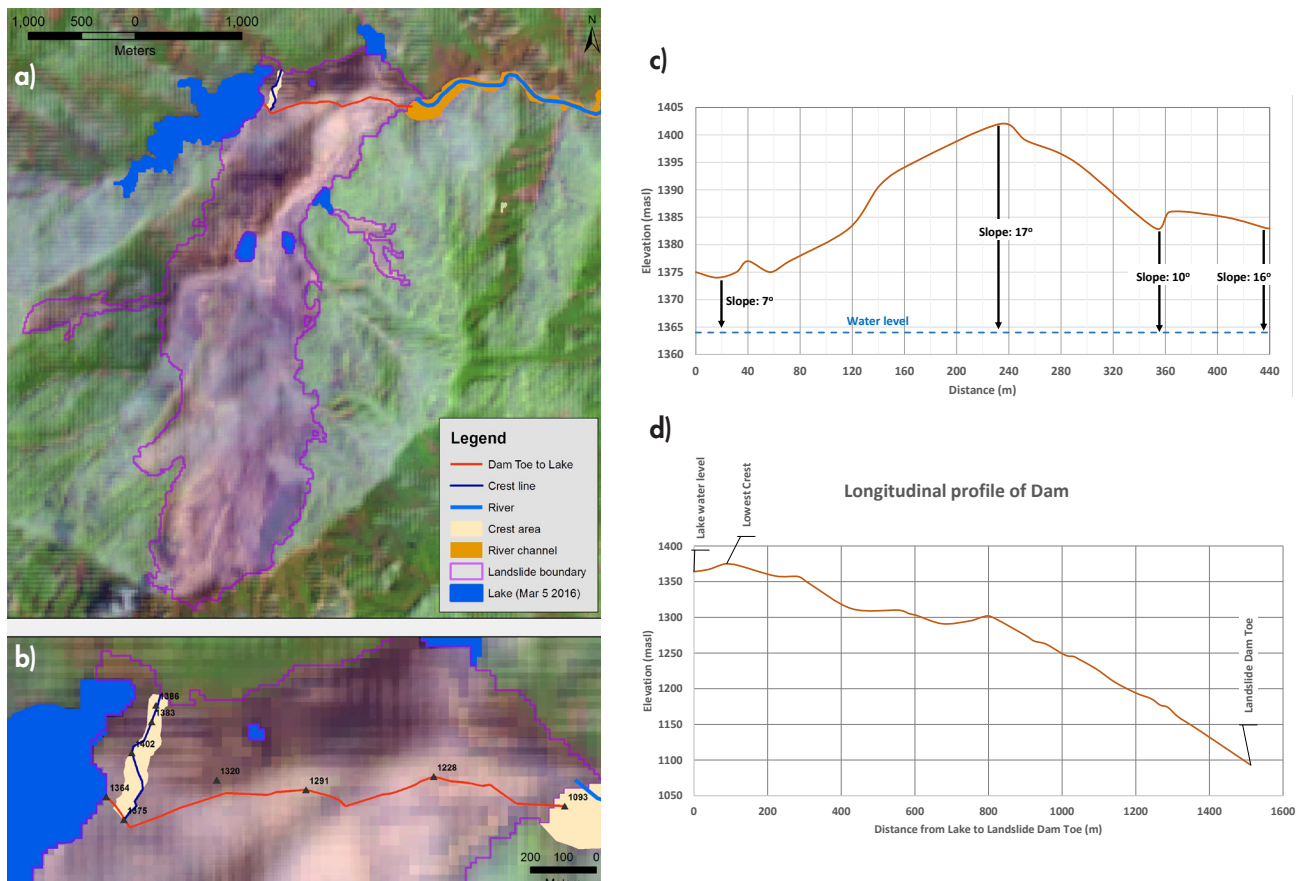 1,000 500 0 1,000
Meters
N
a)
Legend
Dam Toe to Lake
Crest line
River
Crest area
River channel
Landslide boundary
Lake (Mar 5 2016)
b)
1386
1383
1402
1364
1375
1320
1291
1228
1093
200 100 0
c)
1405
1400
1395
1390
1385
1380
1375
1370
1365
1360
Elevation (masl)
Slope: 7°
Slope: 17°
Slope: 10°
Slope: 16°
Water level
0 40 80 120 160 200 240 280 320 360 400 440
Distance (m)
d)
Longitudinal profile of Dam
Lake water level
Lowest Crest
Landslide Dam Toe
1400
1350
1300
1250
1200
1150
1100
1050
Elevation (masl)
0 200 400 600 800 1000 1200 1400 1600
Distance from Lake to Landslide Dam Toe (m)